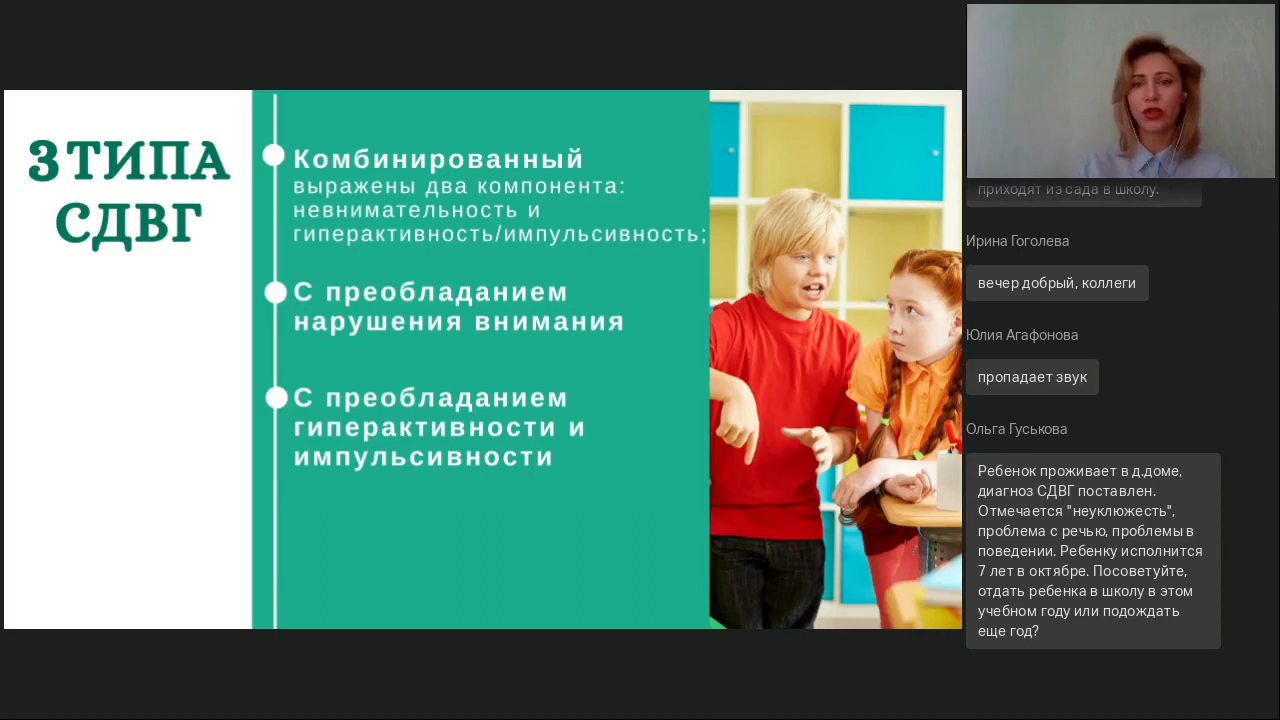 3 ТИПА
СДВГ
Комбинированный
выражены два компонента:
невнимательность и
гиперактивность/импульсивность;
С преобладанием
нарушения внимания
С преобладанием
гиперактивности и
импульсивности
приходят из сада в школу.
Ирина Гоголева
вечер добрый, коллеги
Юлия Агафонова
пропадает звук
Ольга Гуськова
Ребенок проживает в д.доме,
диагноз СДВГ поставлен.
Отмечается "неуклюжесть",
проблема с речью, проблемы в
поведении. Ребенку исполнится
7 лет в октябре. Посоветуйте,
отдать ребенка в школу в этом
учебном году или подождать
еще год?